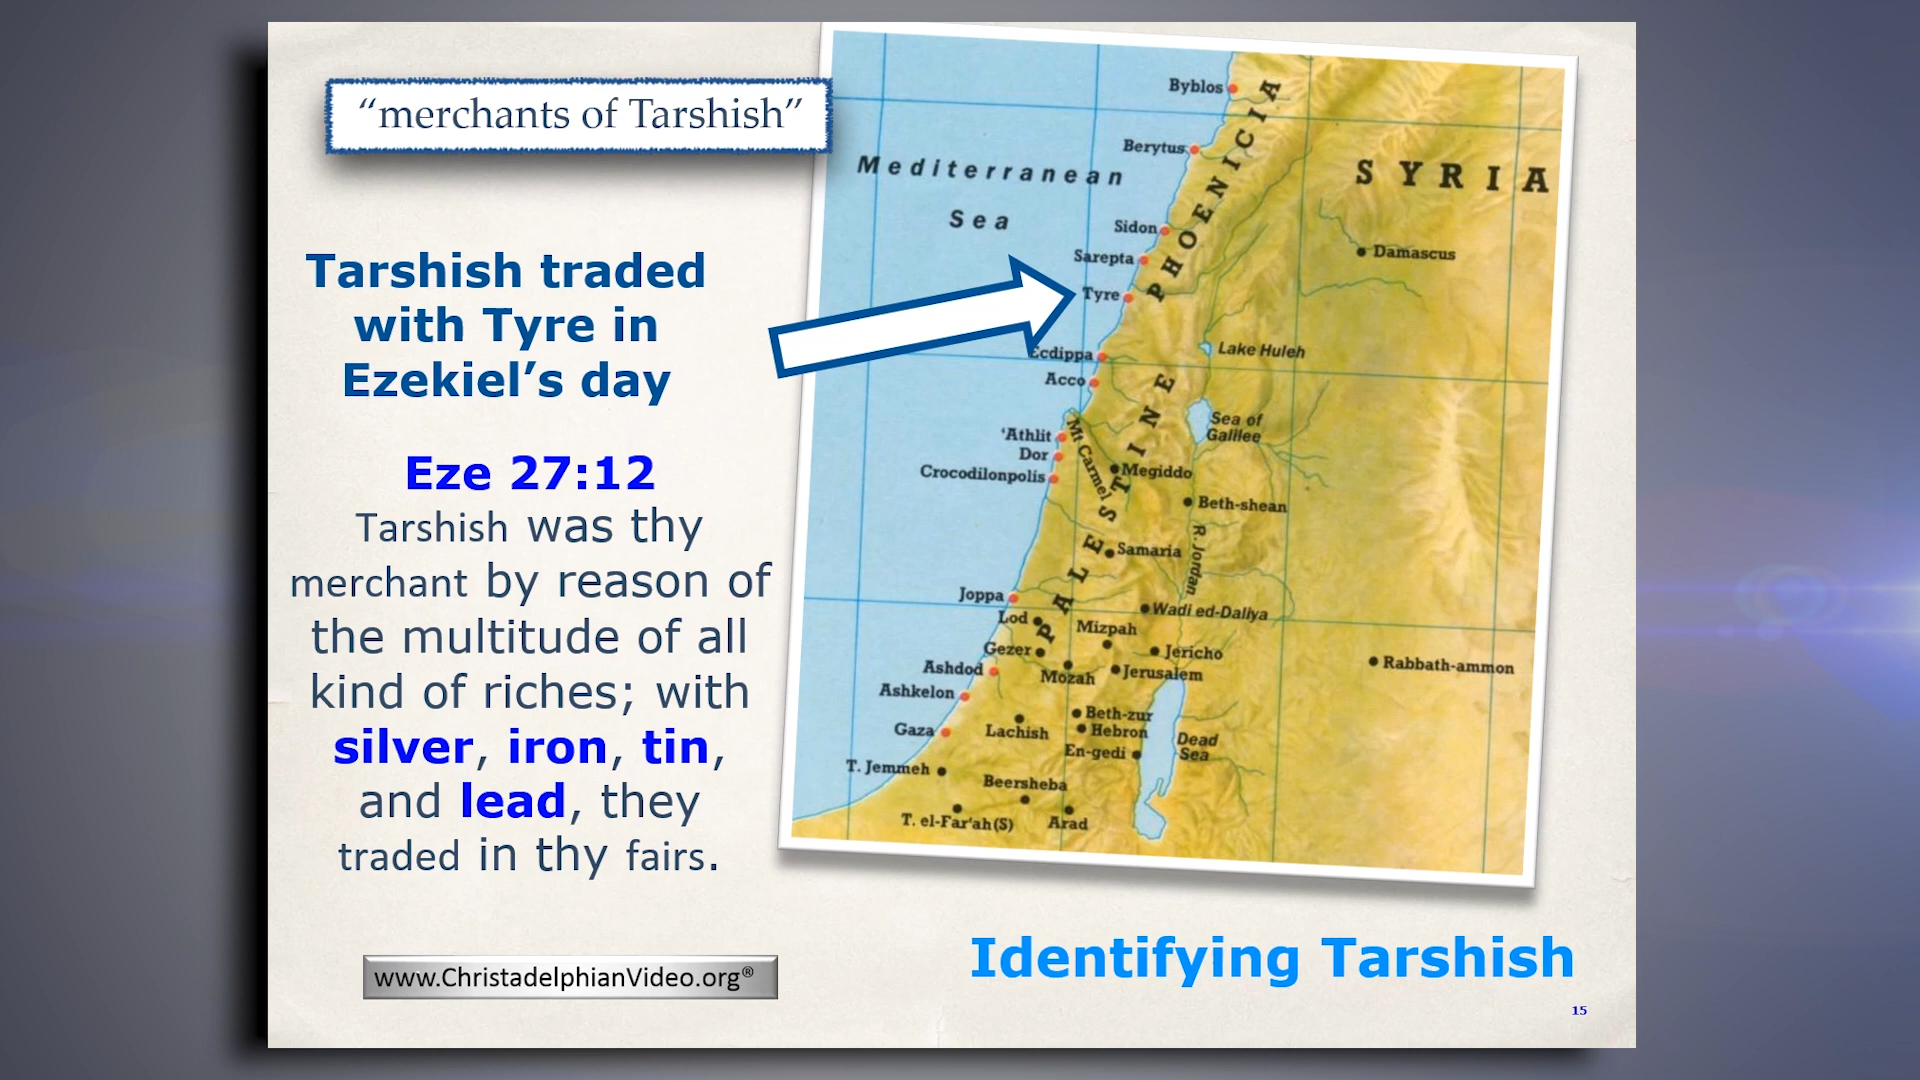 “merchants of Tarshish”
Tarshish traded
with Tyre in
Ezekiel’s day
Eze 27:12
Tarshish was thy
merchant by reason of
the multitude of all
kind of riches; with
silver, iron, tin,
and lead, they
traded in thy fairs.
www.ChristadelphianVideo.org®
Byblos
Berytus
Mediterranean
Sea
PHOENICIA
SYRIA
Sidon
Sarepta
Damascus
Tyre
Ecdippa
Lake Huleh
Acco
Sea of
Galilee
'Athlit
Dor
Crocodilonpolis
Mt Carmel
Megiddo
Beth-shean
PALESTINE
Samaria
R. Jordan
Joppa
Wadi ed-Daliya
Lod
Mizpah
Gezer
Jericho
Ashdod
Mozah
Jerusalem
Rabbath-ammon
Ashkelon
Beth-zur
Gaza
Lachish
Hebron
En-gedi
Dead
Sea
T. Jemmeh
Beersheba
T. el-Far'ah(S)
Arad
Identifying Tarshish
15